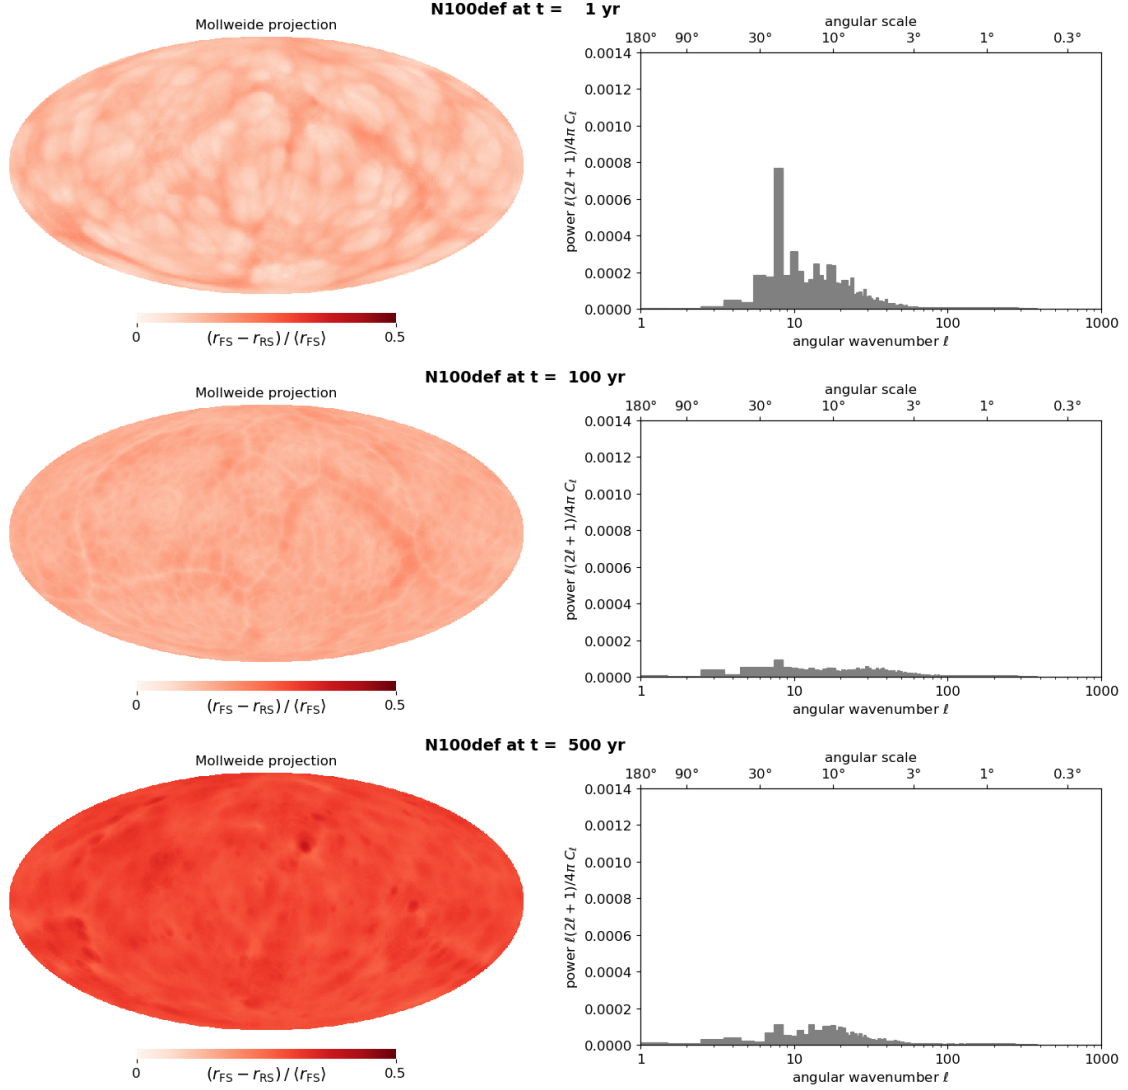 N100def at t =    1 yr
Mollweide projection
angular scale
180° 90° 30° 10° 3° 1° 0.3°
0.0014
0.0012
0.0010
0.0008
0.0006
0.0004
0.0002
0.0000
power ℓ(2ℓ + 1)/4π Cℓ
1 10 100 1000
angular wavenumber ℓ
0 0.5
(r_FS − r_RS) / ⟨r_FS⟩
N100def at t =  100 yr
Mollweide projection
angular scale
180° 90° 30° 10° 3° 1° 0.3°
0.0014
0.0012
0.0010
0.0008
0.0006
0.0004
0.0002
0.0000
power ℓ(2ℓ + 1)/4π Cℓ
1 10 100 1000
angular wavenumber ℓ
0 0.5
(r_FS − r_RS) / ⟨r_FS⟩
N100def at t =  500 yr
Mollweide projection
angular scale
180° 90° 30° 10° 3° 1° 0.3°
0.0014
0.0012
0.0010
0.0008
0.0006
0.0004
0.0002
0.0000
power ℓ(2ℓ + 1)/4π Cℓ
1 10 100 1000
angular wavenumber ℓ
0 0.5
(r_FS − r_RS) / ⟨r_FS⟩